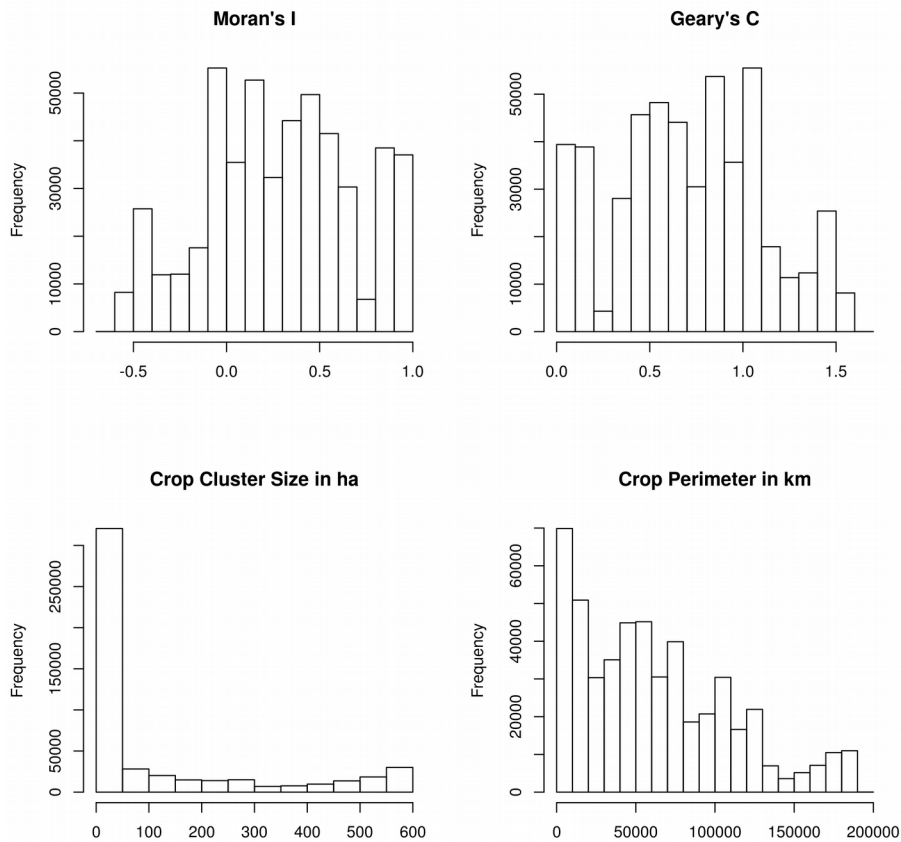 Moran's I
Frequency
0 10000 30000 50000
-0.5 0.0 0.5 1.0
Geary's C
Frequency
0 10000 30000 50000
0.0 0.5 1.0 1.5
Crop Cluster Size in ha
Frequency
0 50000 150000 250000
0 100 200 300 400 500 600
Crop Perimeter in km
Frequency
0 20000 40000 60000
0 50000 100000 150000 200000